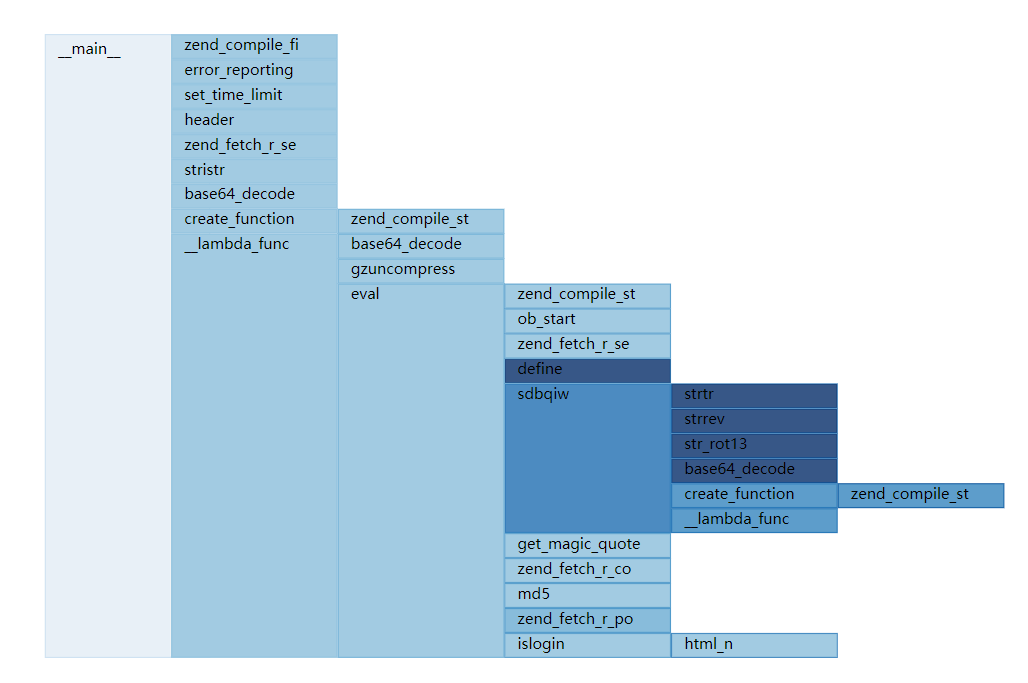 __main__
zend_compile_fi
error_reporting
set_time_limit
header
zend_fetch_r_se
stristr
base64_decode
create_function
zend_compile_st
__lambda_func
base64_decode
gzuncompress
eval
zend_compile_st
ob_start
zend_fetch_r_se
define
sdbqiw
strtr
strrev
str_rot13
base64_decode
create_function
zend_compile_st
__lambda_func
get_magic_quote
zend_fetch_r_co
md5
zend_fetch_r_po
islogin
html_n